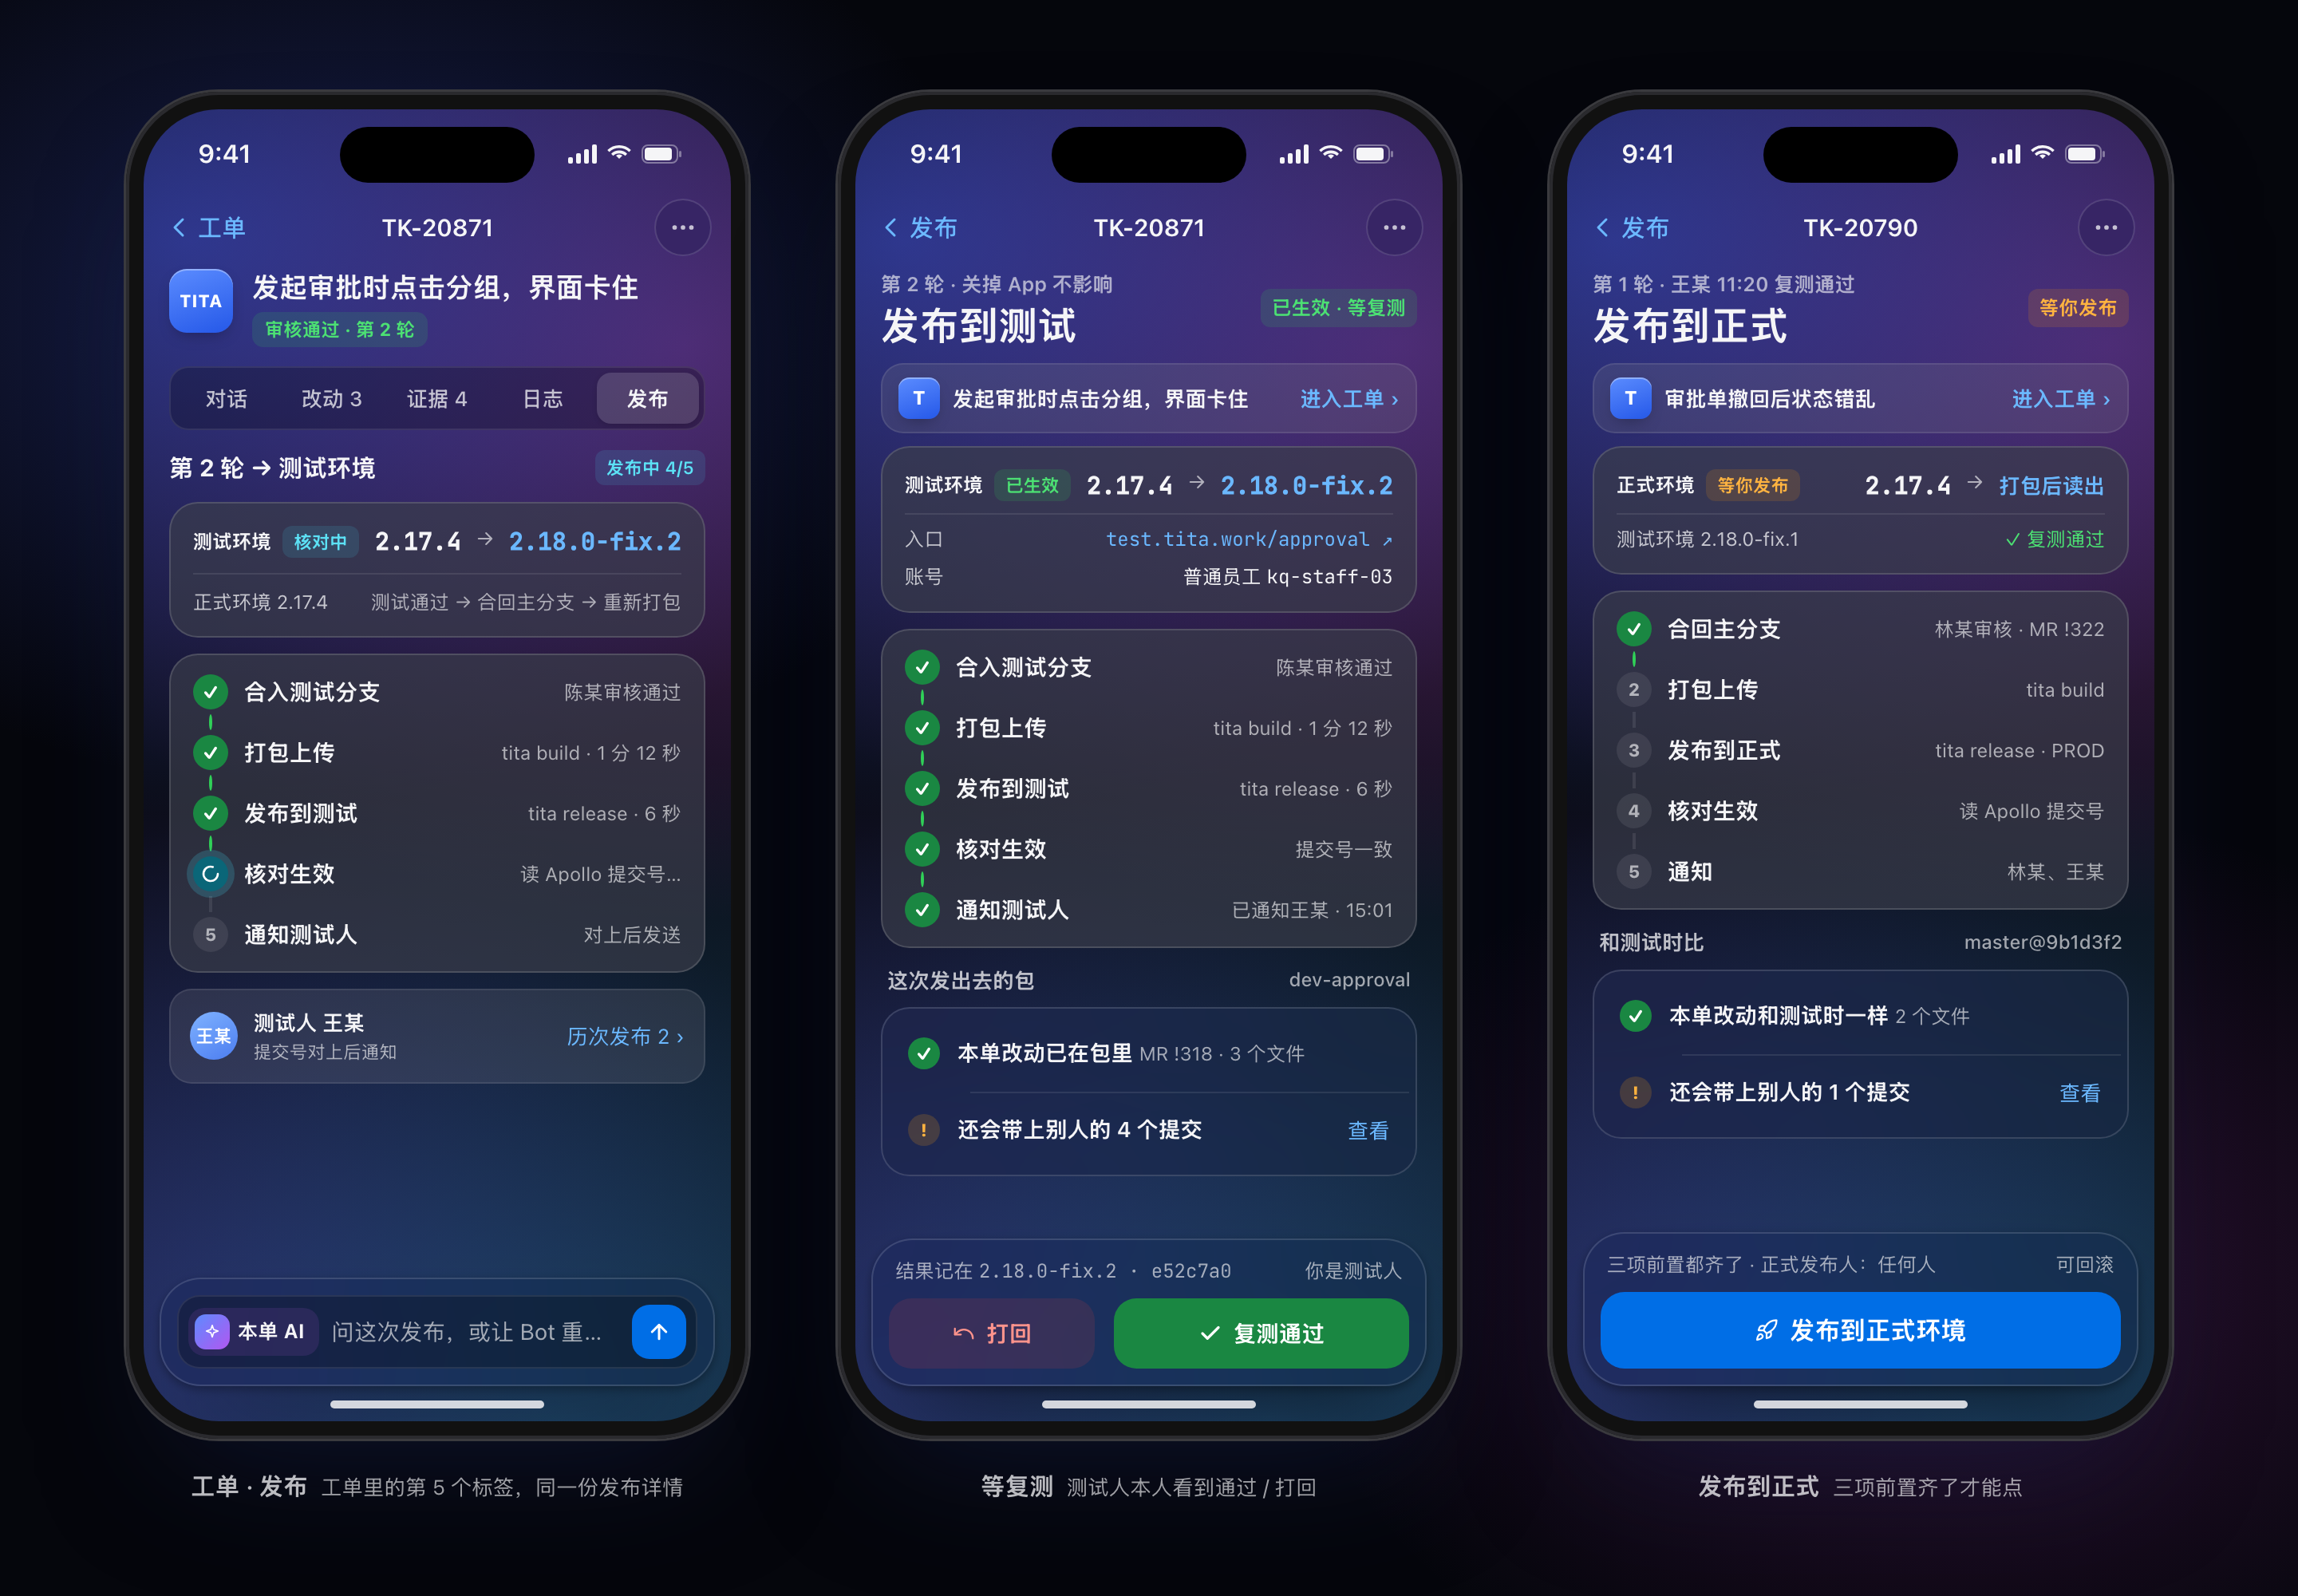 9:41
工单
TK-20871
TITA
发起审批时点击分组，界面卡住
审核通过 · 第 2 轮
对话 改动 3 证据 4 日志 发布
第 2 轮 → 测试环境 发布中 4/5
测试环境 核对中 2.17.4 → 2.18.0-fix.2
正式环境 2.17.4 测试通过 → 合回主分支 → 重新打包
合入测试分支 陈某审核通过
打包上传 tita build · 1 分 12 秒
发布到测试 tita release · 6 秒
核对生效 读 Apollo 提交号...
5 通知测试人 对上后发送
王某 测试人 王某
提交号对上后通知
历次发布 2 ›
本单 AI 问这次发布，或让 Bot 重...
工单 · 发布 工单里的第 5 个标签，同一份发布详情
9:41
发布
TK-20871
第 2 轮 · 关掉 App 不影响
发布到测试
已生效 · 等复测
T 发起审批时点击分组，界面卡住 进入工单 ›
测试环境 已生效 2.17.4 → 2.18.0-fix.2
入口 test.tita.work/approval ↗
账号 普通员工 kq-staff-03
合入测试分支 陈某审核通过
打包上传 tita build · 1 分 12 秒
发布到测试 tita release · 6 秒
核对生效 提交号一致
通知测试人 已通知王某 · 15:01
这次发出去的包 dev-approval
本单改动已在包里 MR !318 · 3 个文件
! 还会带上别人的 4 个提交 查看
结果记在 2.18.0-fix.2 · e52c7a0 你是测试人
打回 复测通过
等复测 测试人本人看到通过 / 打回
9:41
发布
TK-20790
第 1 轮 · 王某 11:20 复测通过
发布到正式
等你发布
T 审批单撤回后状态错乱 进入工单 ›
正式环境 等你发布 2.17.4 → 打包后读出
测试环境 2.18.0-fix.1 ✓ 复测通过
合回主分支 林某审核 · MR !322
2 打包上传 tita build
3 发布到正式 tita release · PROD
4 核对生效 读 Apollo 提交号
5 通知 林某、王某
和测试时比 master@9b1d3f2
本单改动和测试时一样 2 个文件
! 还会带上别人的 1 个提交 查看
三项前置都齐了 · 正式发布人：任何人 可回滚
发布到正式环境
发布到正式 三项前置齐了才能点